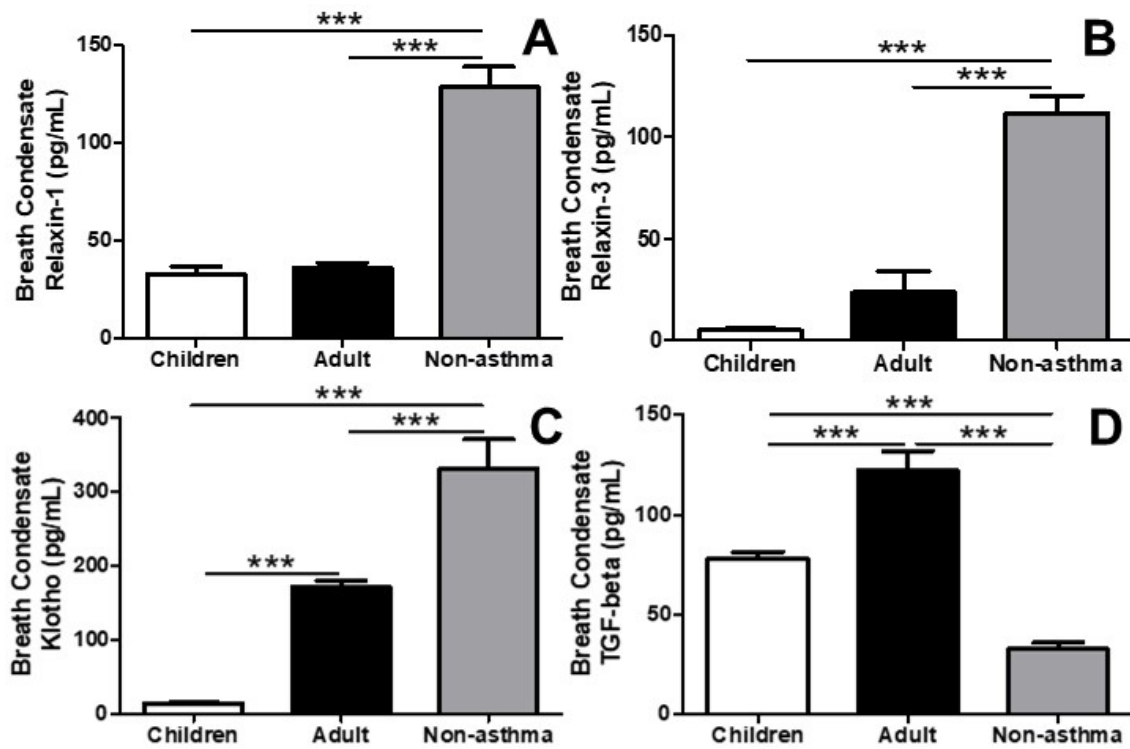 A
***
***
Breath Condensate
Relaxin-1 (pg/mL)
150
100
50
0
Children Adult Non-asthma
B
***
***
Breath Condensate
Relaxin-3 (pg/mL)
150
100
50
0
Children Adult Non-asthma
C
***
***
***
Breath Condensate
Klotho (pg/mL)
400
300
200
100
0
Children Adult Non-asthma
D
***
*** ***
Breath Condensate
TGF-beta (pg/mL)
150
100
50
0
Children Adult Non-asthma